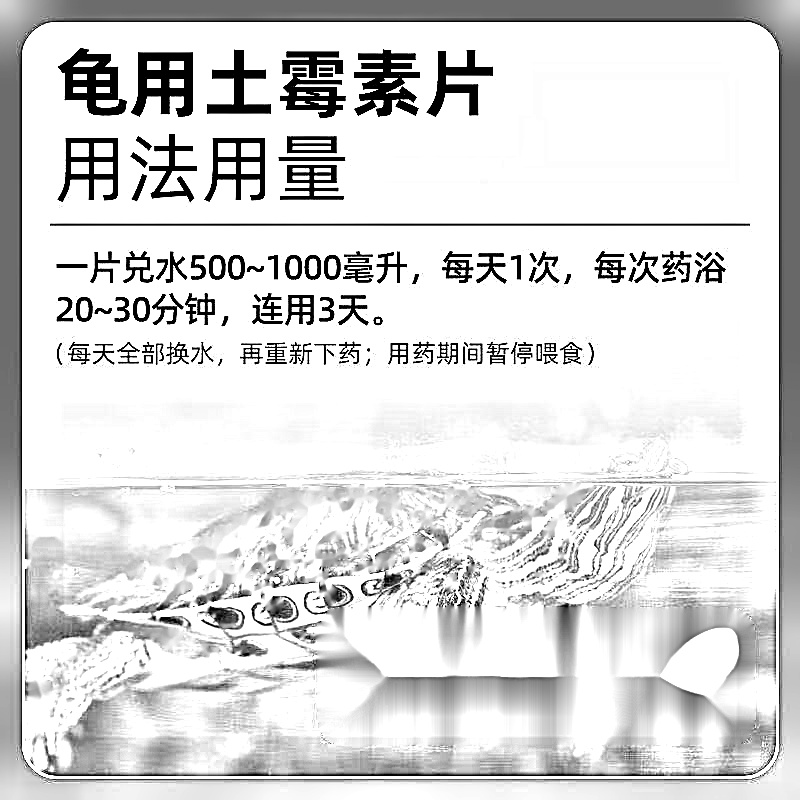 龟用土霉素片
用法用量
一片兑水500~1000毫升，每天1次，每次药浴
20~30分钟，连用3天。
（每天全部换水，再重新下药；用药期间暂停喂食）